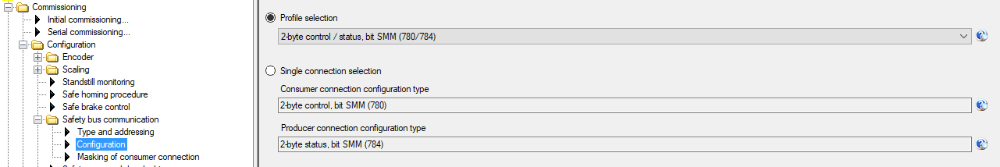 Commissioning
Initial commissioning...
Serial commissioning...
Configuration
Encoder
Scaling
Standstill monitoring
Safe homing procedure
Safe brake control
Safety bus communication
Type and addressing
Configuration
Masking of consumer connection
Profile selection
2-byte control / status, bit SMM (780/784)
Single connection selection
Consumer connection configuration type
2-byte control, bit SMM (780)
Producer connection configuration type
2-byte status, bit SMM (784)